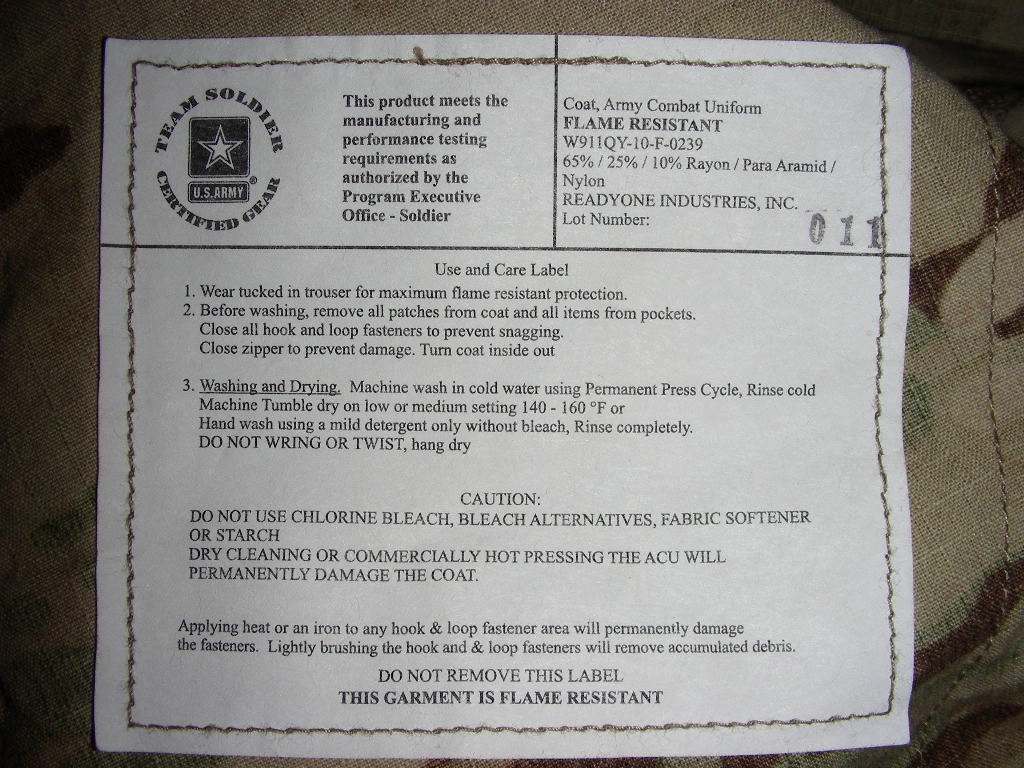 TEAM SOLDIER
U.S. ARMY ®
CERTIFIED GEAR
This product meets the
manufacturing and
performance testing
requirements as
authorized by the
Program Executive
Office - Soldier
Coat, Army Combat Uniform
FLAME RESISTANT
W911QY-10-F-0239
65% / 25% / 10% Rayon / Para Aramid /
Nylon
READYONE INDUSTRIES, INC.
Lot Number:
011
Use and Care Label
1. Wear tucked in trouser for maximum flame resistant protection.
2. Before washing, remove all patches from coat and all items from pockets.
Close all hook and loop fasteners to prevent snagging.
Close zipper to prevent damage. Turn coat inside out
3. Washing and Drying. Machine wash in cold water using Permanent Press Cycle, Rinse cold
Machine Tumble dry on low or medium setting 140 - 160 °F or
Hand wash using a mild detergent only without bleach, Rinse completely.
DO NOT WRING OR TWIST, hang dry
CAUTION:
DO NOT USE CHLORINE BLEACH, BLEACH ALTERNATIVES, FABRIC SOFTENER
OR STARCH
DRY CLEANING OR COMMERCIALLY HOT PRESSING THE ACU WILL
PERMANENTLY DAMAGE THE COAT.
Applying heat or an iron to any hook & loop fastener area will permanently damage
the fasteners. Lightly brushing the hook and & loop fasteners will remove accumulated debris.
DO NOT REMOVE THIS LABEL
THIS GARMENT IS FLAME RESISTANT